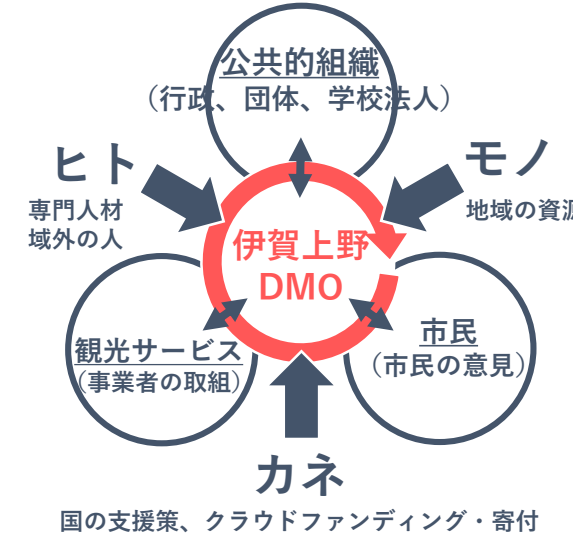 公共的組織
（行政、団体、学校法人）
ヒト
専門人材
域外の人
モノ
地域の資源
伊賀上野
DMO
観光サービス
（事業者の取組）
市民
（市民の意見）
カネ
国の支援策、クラウドファンディング・寄付